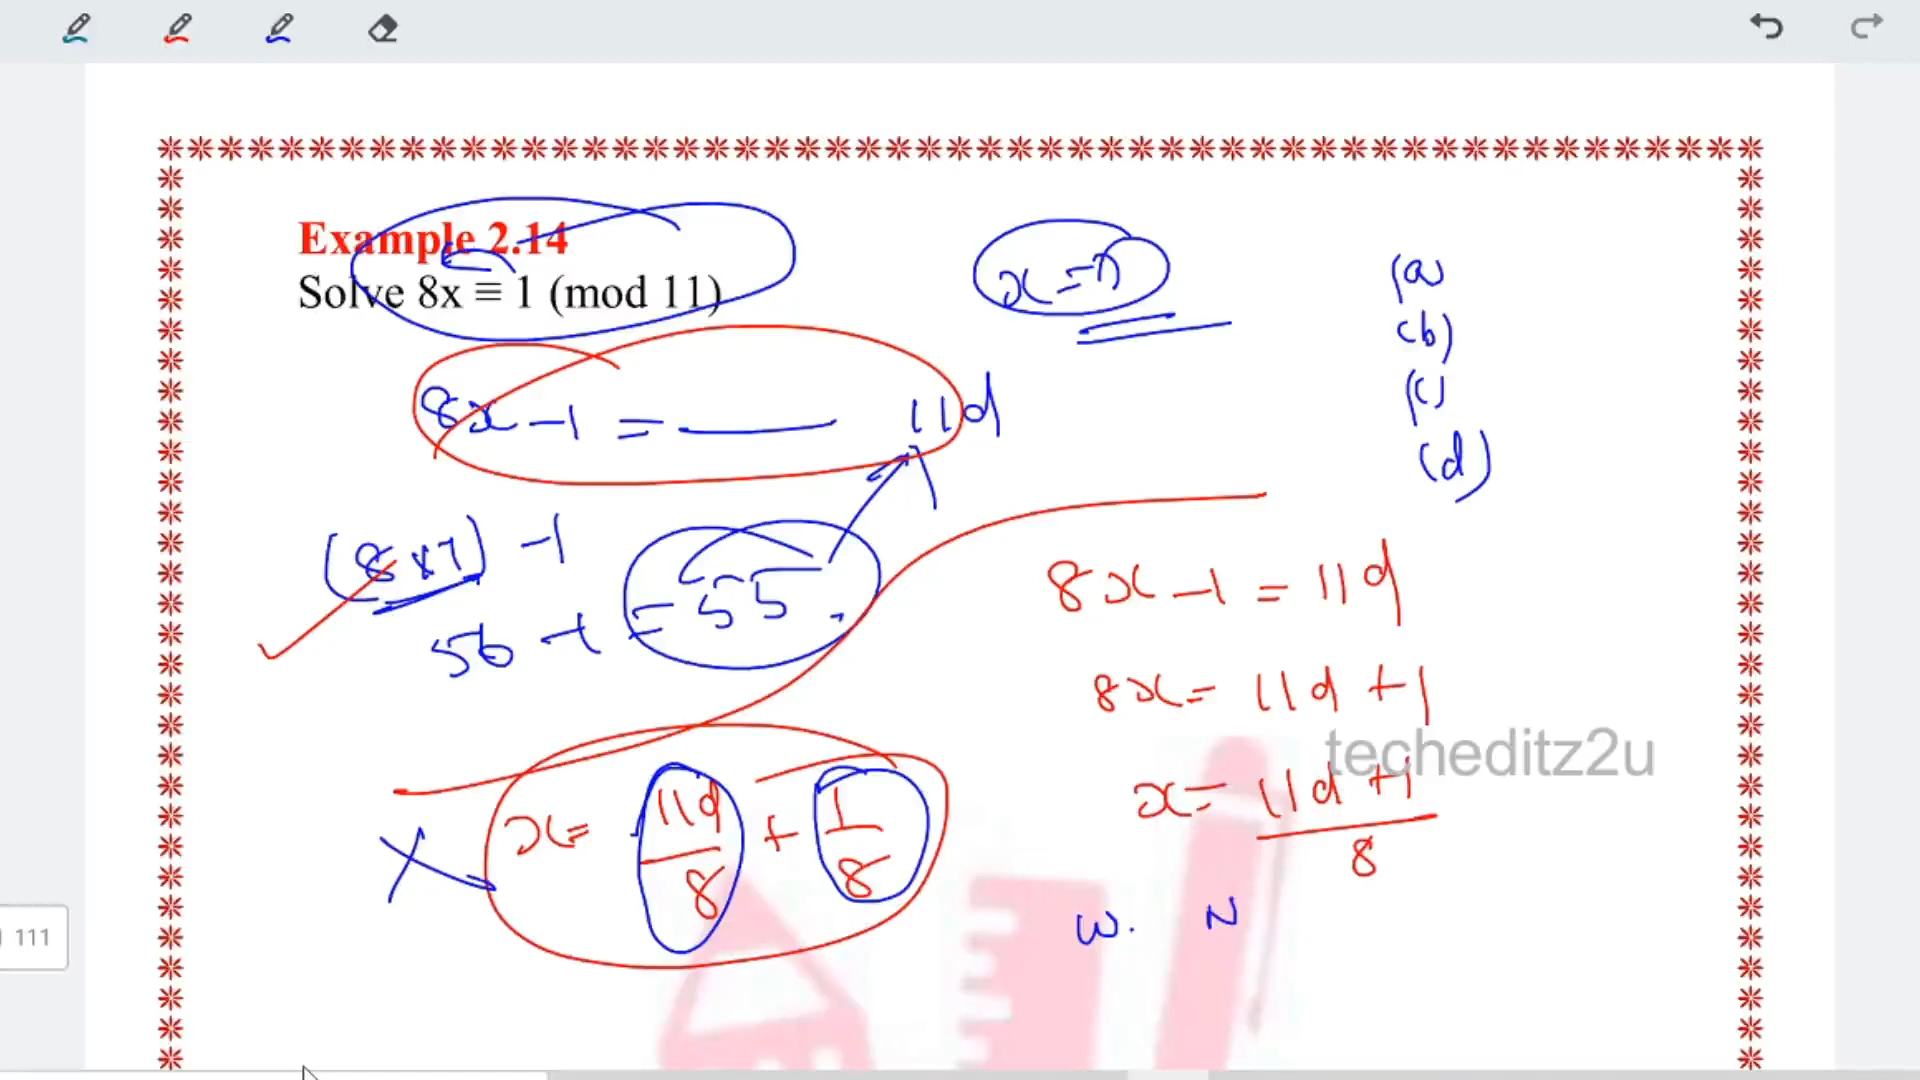 Example 2.14
Solve 8x ≡ 1 (mod 11)
x = 7
(a)
(b)
(c)
(d)
8x - 1 = ___ 11d
(8×7) - 1
56 - 1 = 55.
8x - 1 = 11d
8x = 11d + 1
techeditz2u
x = 11d + 1
8
x = 11d/8 + 1/8
W. N
111